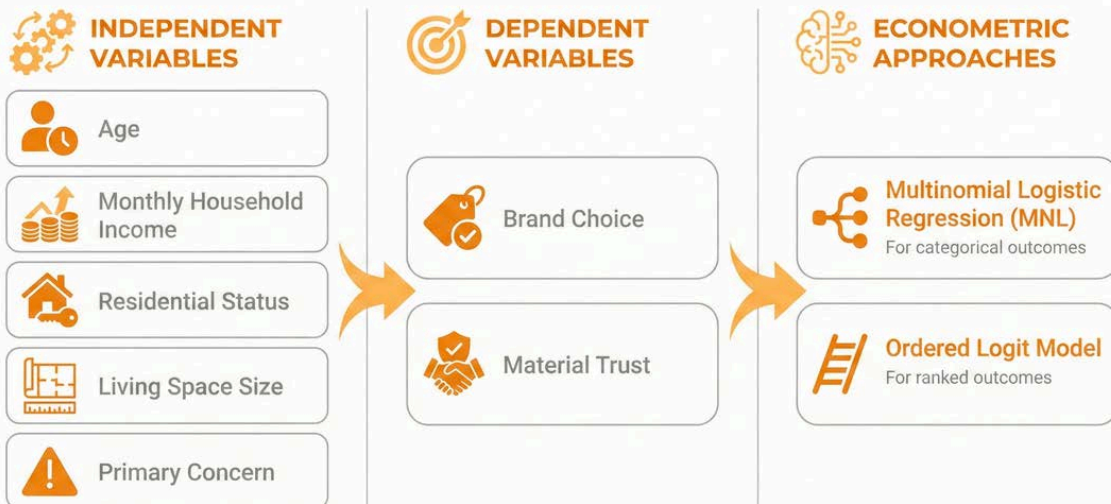 INDEPENDENT
VARIABLES
Age
Monthly Household
Income
Residential Status
Living Space Size
Primary Concern
DEPENDENT
VARIABLES
Brand Choice
Material Trust
ECONOMETRIC
APPROACHES
Multinomial Logistic
Regression (MNL)
For categorical outcomes
Ordered Logit Model
For ranked outcomes